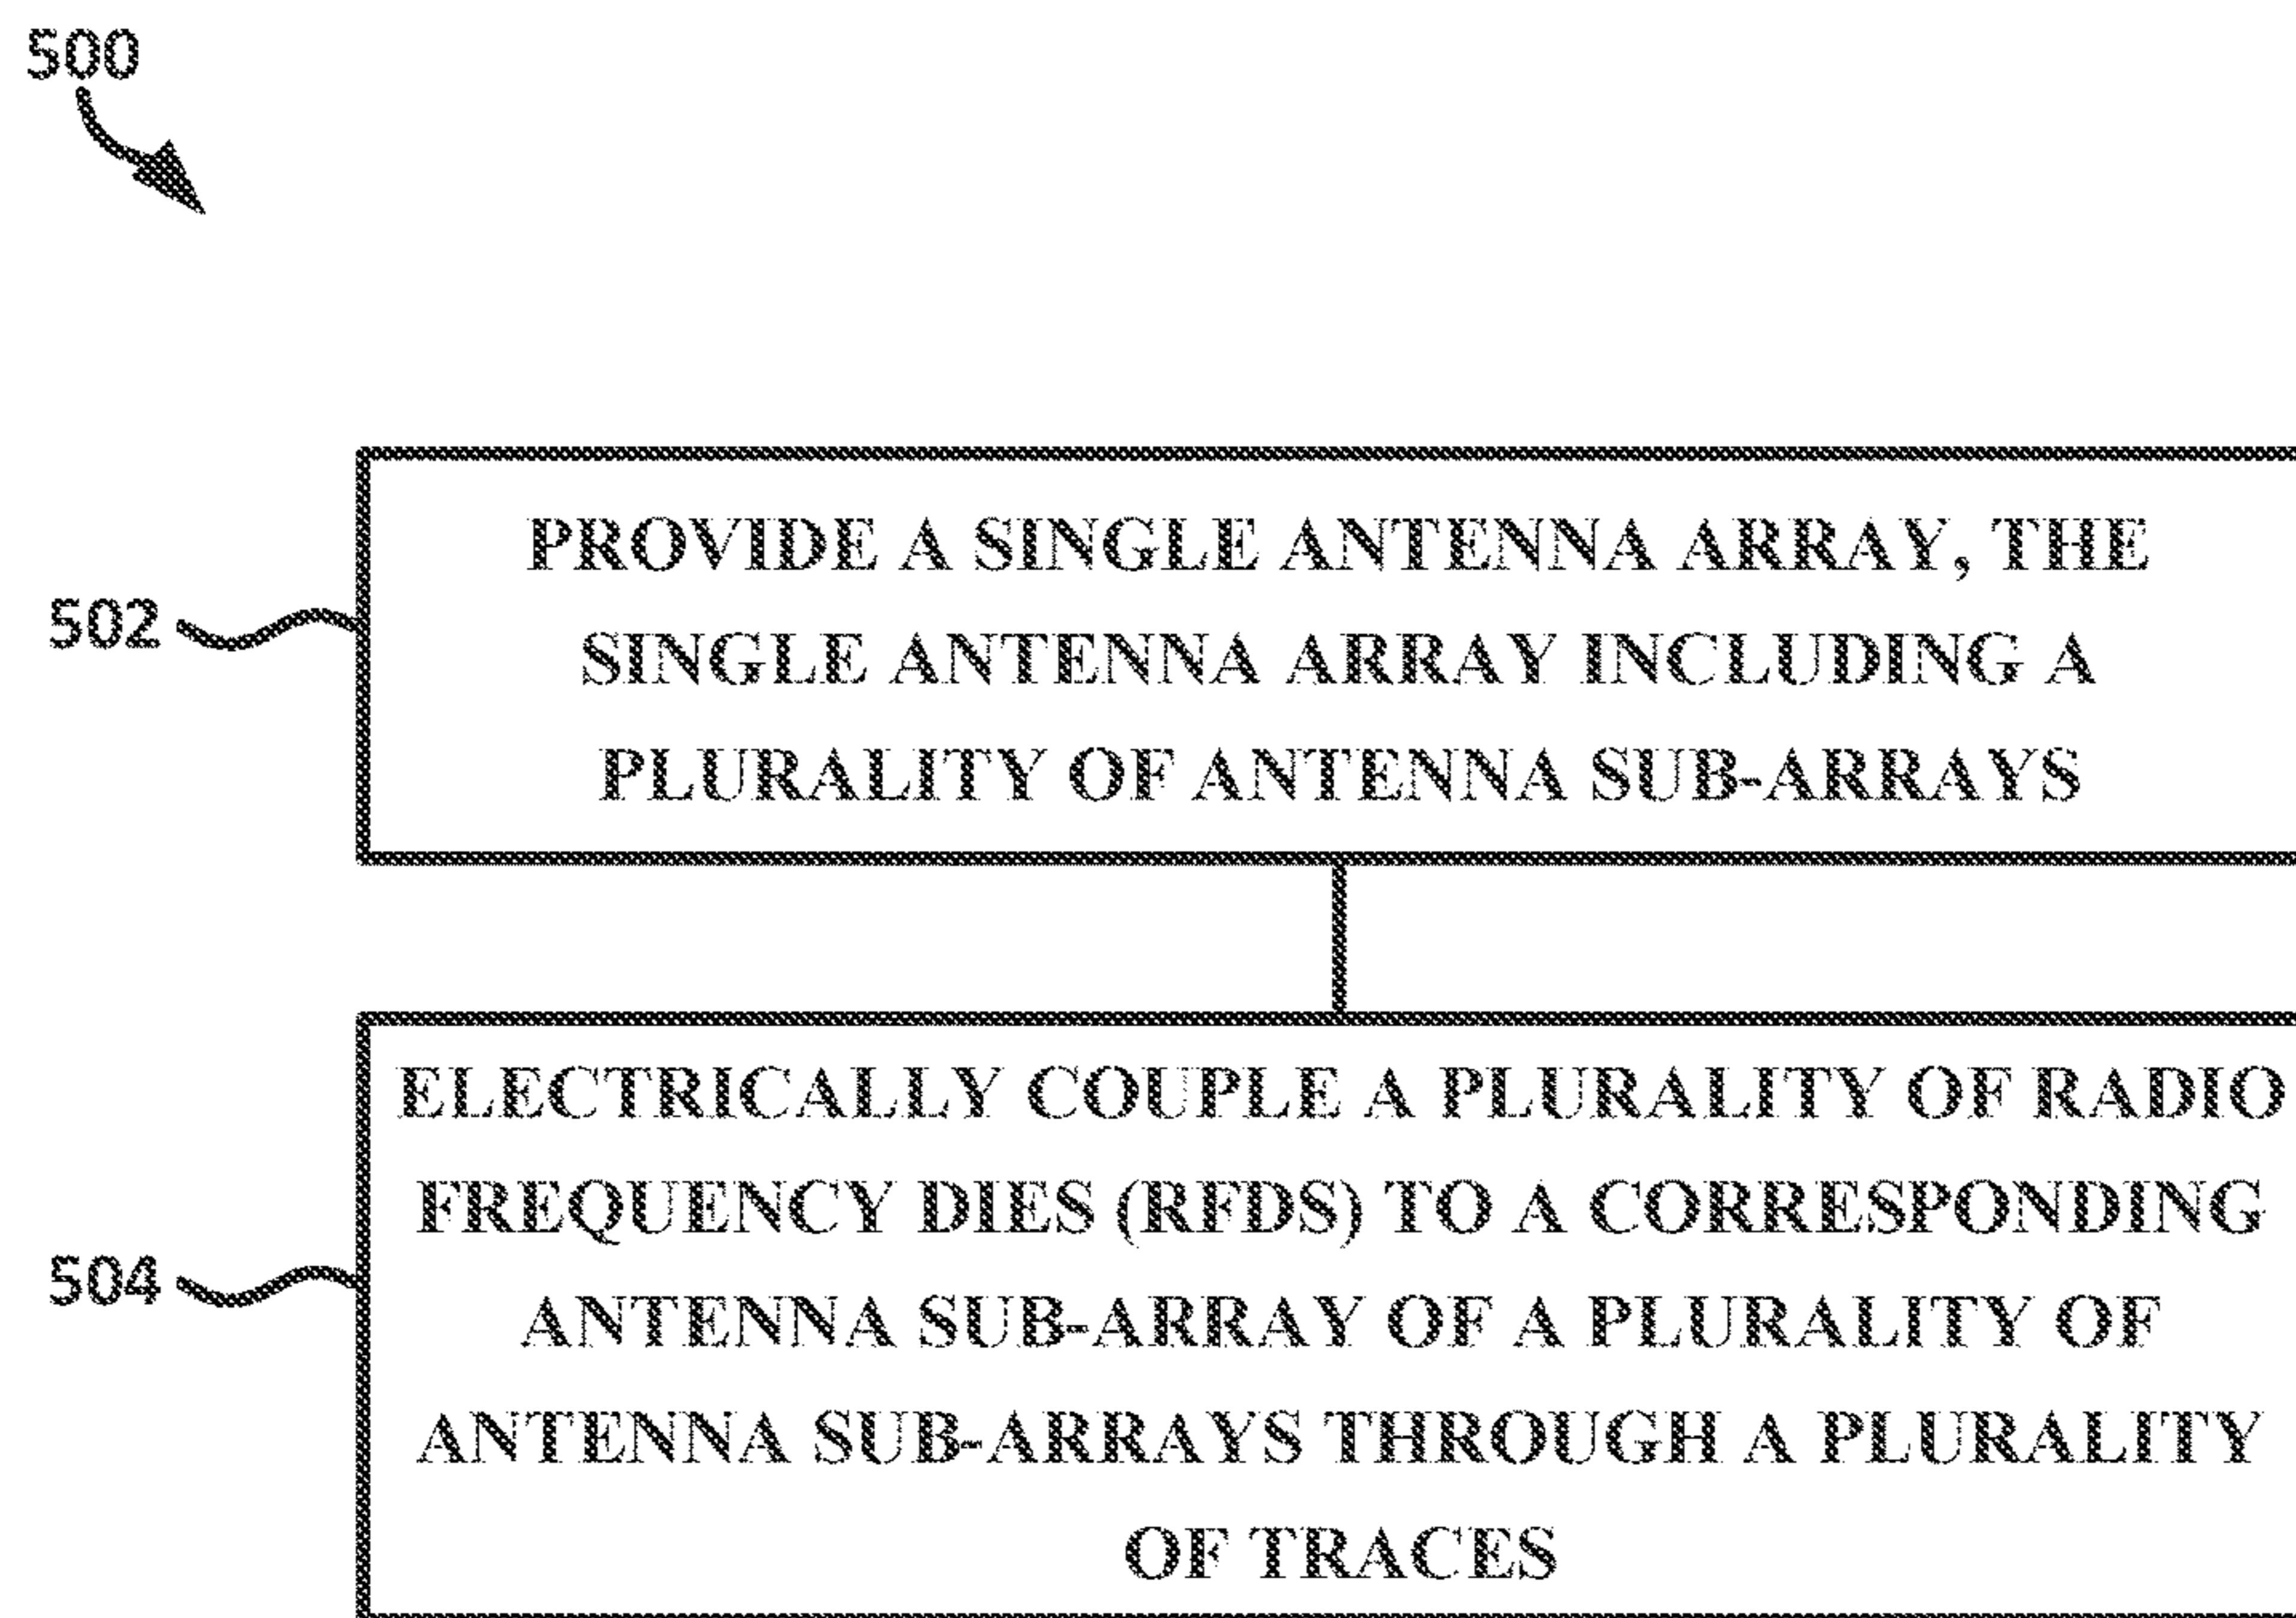 500
502
PROVIDE A SINGLE ANTENNA ARRAY, THE
SINGLE ANTENNA ARRAY INCLUDING A
PLURALITY OF ANTENNA SUB-ARRAYS
504
ELECTRICALLY COUPLE A PLURALITY OF RADIO
FREQUENCY DIES (RFDS) TO A CORRESPONDING
ANTENNA SUB-ARRAY OF A PLURALITY OF
ANTENNA SUB-ARRAYS THROUGH A PLURALITY
OF TRACES